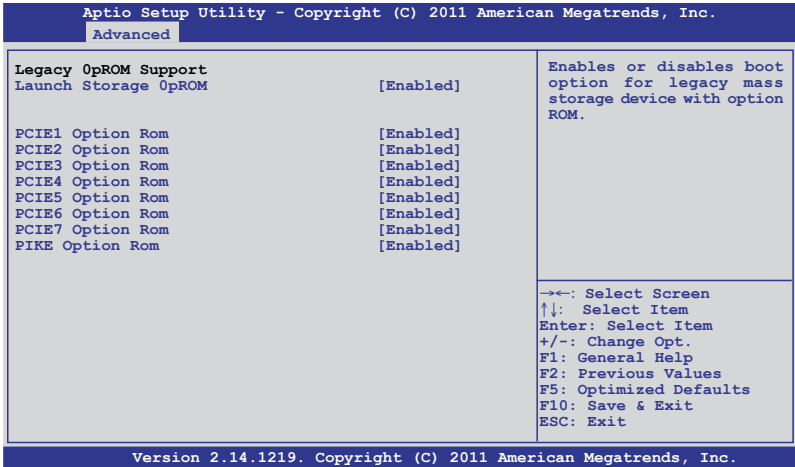 Aptio Setup Utility - Copyright (C) 2011 American Megatrends, Inc.
Advanced
Legacy 0pROM Support
Launch Storage 0pROM [Enabled]
PCIE1 Option Rom [Enabled]
PCIE2 Option Rom [Enabled]
PCIE3 Option Rom [Enabled]
PCIE4 Option Rom [Enabled]
PCIE5 Option Rom [Enabled]
PCIE6 Option Rom [Enabled]
PCIE7 Option Rom [Enabled]
PIKE Option Rom [Enabled]
Enables or disables boot
option for legacy mass
storage device with option
ROM.
→←: Select Screen
↑↓: Select Item
Enter: Select Item
+/-: Change Opt.
F1: General Help
F2: Previous Values
F5: Optimized Defaults
F10: Save & Exit
ESC: Exit
Version 2.14.1219. Copyright (C) 2011 American Megatrends, Inc.